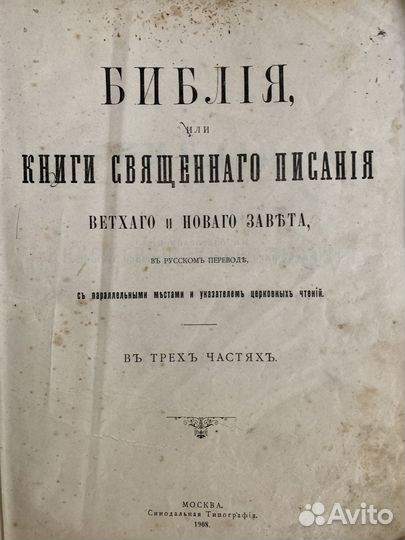 БИБЛІЯ,
ИЛИ
КНИГИ СВЯЩЕННАГО ПИСАНІЯ
ВЕТХАГО и НОВАГО ЗАВѢТА,
ВЪ РУССКОМЪ ПЕРЕВОДѢ,
съ параллельными мѣстами и указателемъ церковныхъ чтеній.
ВЪ ТРЕХЪ ЧАСТЯХЪ.
МОСКВА.
Синодальная Типографія.
1908.
Avito